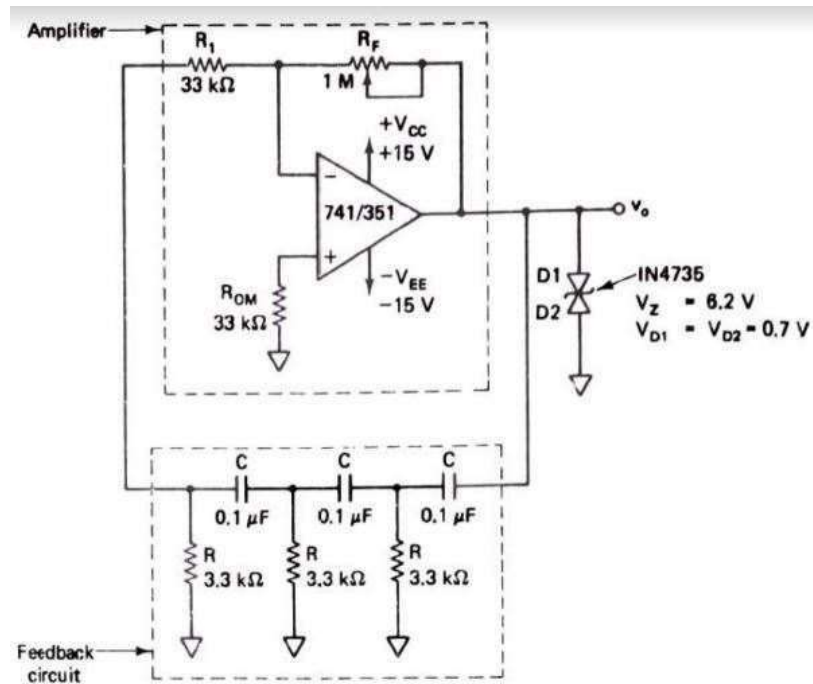 Amplifier
R1
33 kΩ
RF
1 M
+VCC
+15 V
−
741/351
+
−VEE
−15 V
ROM
33 kΩ
vo
D1
D2
IN4735
VZ = 6.2 V
VD1 = VD2 = 0.7 V
C C C
0.1 μF 0.1 μF 0.1 μF
R R R
3.3 kΩ 3.3 kΩ 3.3 kΩ
Feedback
circuit